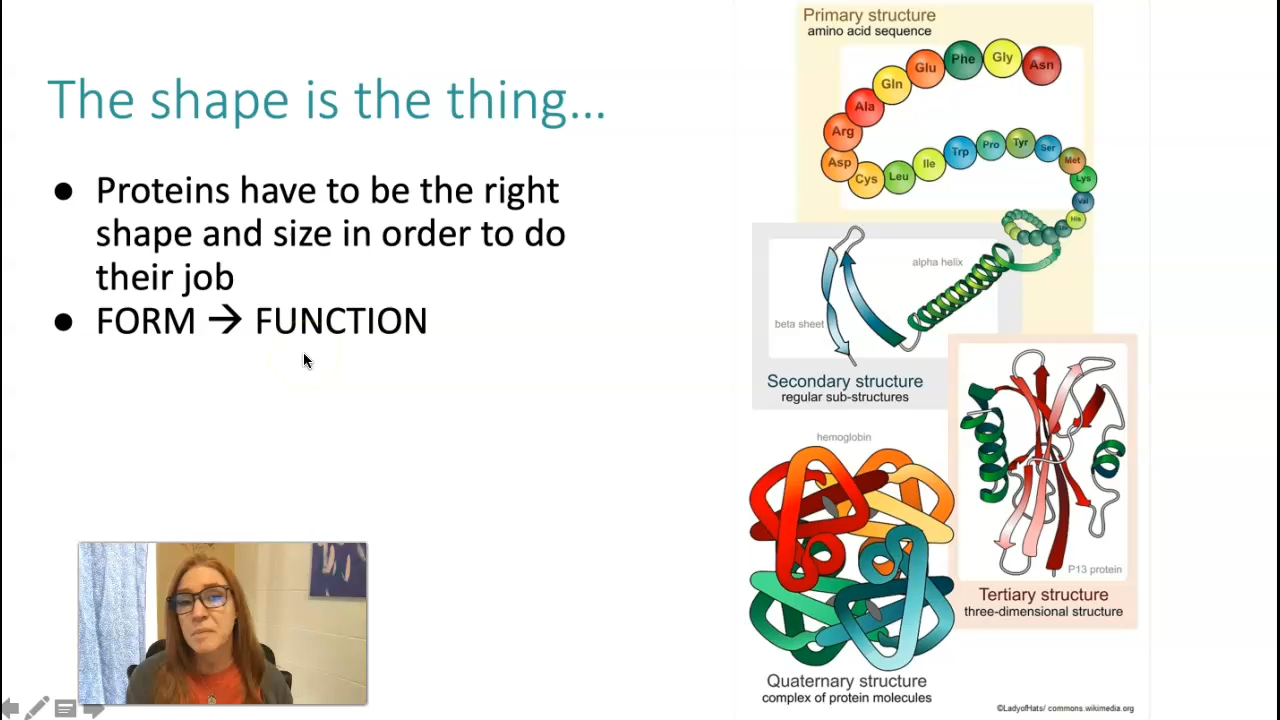 The shape is the thing...
● Proteins have to be the right
shape and size in order to do
their job
● FORM → FUNCTION
Primary structure
amino acid sequence
Asn
Gly
Phe
Glu
Gln
Ala
Arg
Asp
Cys
Leu
Ile
Trp
Pro
Tyr
Ser
Met
Lys
Val
His
alpha helix
beta sheet
Secondary structure
regular sub-structures
P13 protein
Tertiary structure
three-dimensional structure
hemoglobin
Quaternary structure
complex of protein molecules
©LadyofHats/ commons.wikimedia.org